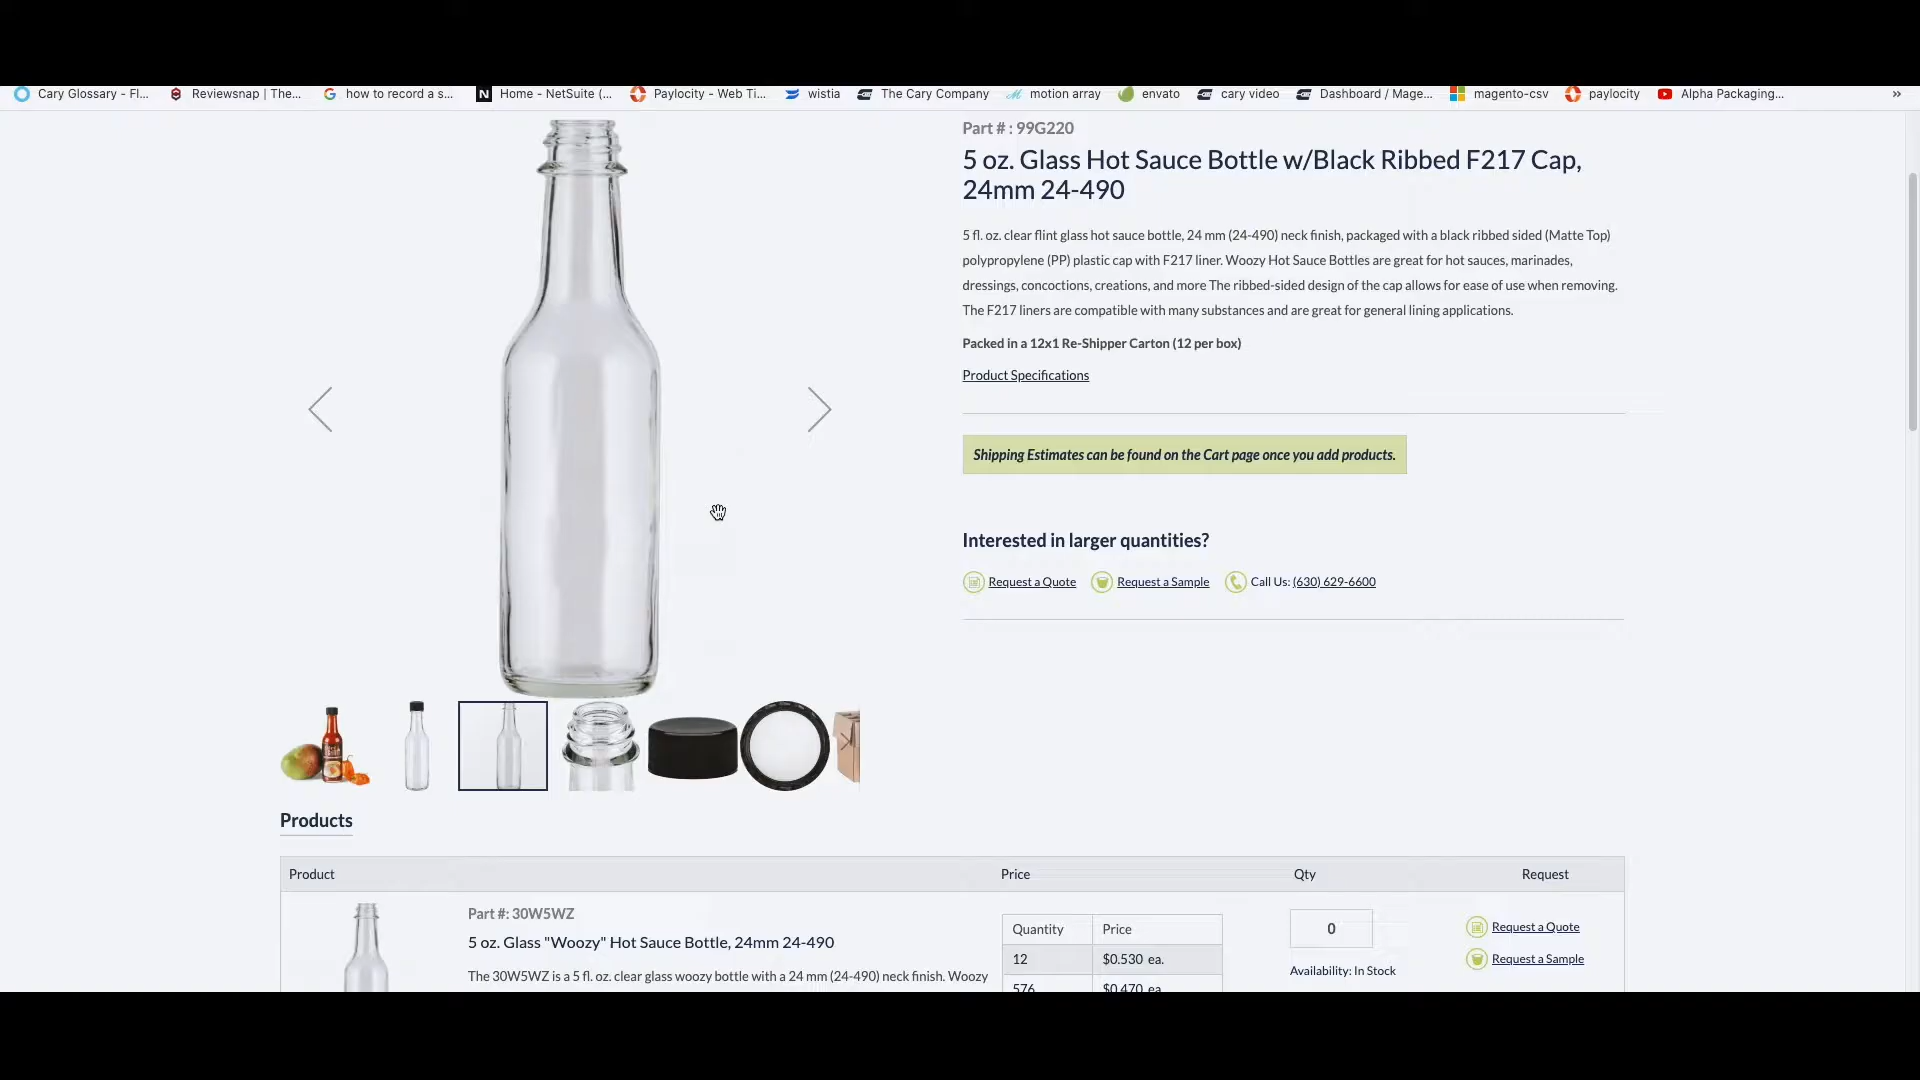 Cary Glossary - Fl...
Reviewsnap | The...
how to record a s...
Home - NetSuite (...
Paylocity - Web Ti...
wistia
The Cary Company
motion array
envato
cary video
Dashboard / Mage...
magento-csv
paylocity
Alpha Packaging...
»
Part # : 99G220
5 oz. Glass Hot Sauce Bottle w/Black Ribbed F217 Cap,
24mm 24-490
5 fl. oz. clear flint glass hot sauce bottle, 24 mm (24-490) neck finish, packaged with a black ribbed sided (Matte Top)
polypropylene (PP) plastic cap with F217 liner. Woozy Hot Sauce Bottles are great for hot sauces, marinades,
dressings, concoctions, creations, and more The ribbed-sided design of the cap allows for ease of use when removing.
The F217 liners are compatible with many substances and are great for general lining applications.
Packed in a 12x1 Re-Shipper Carton (12 per box)
Product Specifications
Shipping Estimates can be found on the Cart page once you add products.
Interested in larger quantities?
Request a Quote
Request a Sample
Call Us: (630) 629-6600
Products
Product
Price
Qty
Request
Part #: 30W5WZ
5 oz. Glass "Woozy" Hot Sauce Bottle, 24mm 24-490
The 30W5WZ is a 5 fl. oz. clear glass woozy bottle with a 24 mm (24-490) neck finish. Woozy
Quantity Price
12 $0.530 ea.
576 $0.470 ea.
0
Availability: In Stock
Request a Quote
Request a Sample